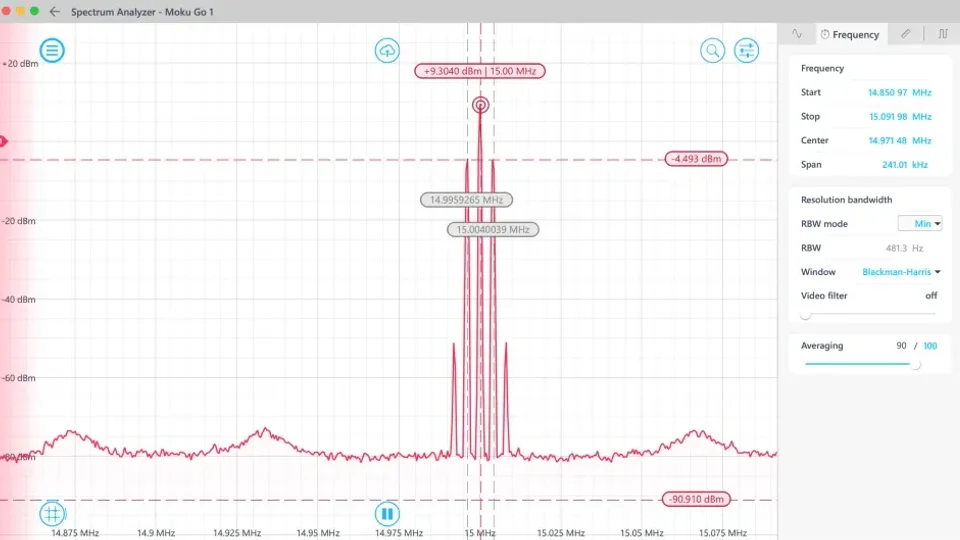 Spectrum Analyzer - Moku Go 1
+20 dBm
+9.3040 dBm | 15.00 MHz
-4.493 dBm
14.9959265 MHz
-20 dBm
15.0040039 MHz
-40 dBm
-60 dBm
-80 dBm
-90.910 dBm
14.875 MHz
14.9 MHz
14.925 MHz
14.95 MHz
14.975 MHz
15 MHz
15.025 MHz
15.05 MHz
15.075 MHz
Frequency
Frequency
Start 14.850 97 MHz
Stop 15.091 98 MHz
Center 14.971 48 MHz
Span 241.01 kHz
Resolution bandwidth
RBW mode Min
RBW 481.3 Hz
Window Blackman-Harris
Video filter off
Averaging 90 / 100